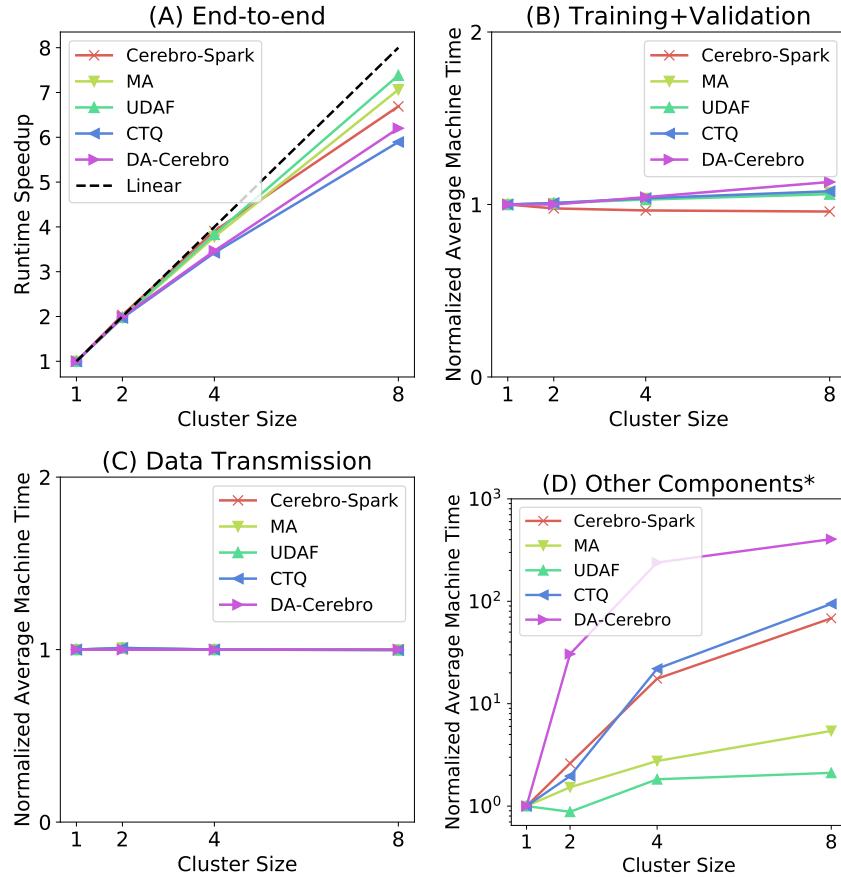 (A) End-to-end
8
7
6
5
4
3
2
1
1
2
4
8
Runtime Speedup
Cluster Size
Cerebro-Spark
MA
UDAF
CTQ
DA-Cerebro
Linear
(B) Training+Validation
2
1
0
1
2
4
8
Normalized Average Machine Time
Cluster Size
Cerebro-Spark
MA
UDAF
CTQ
DA-Cerebro
(C) Data Transmission
2
1
0
1
2
4
8
Normalized Average Machine Time
Cluster Size
Cerebro-Spark
MA
UDAF
CTQ
DA-Cerebro
(D) Other Components*
10³
10²
10¹
10⁰
1
2
4
8
Normalized Average Machine Time
Cluster Size
Cerebro-Spark
MA
UDAF
CTQ
DA-Cerebro